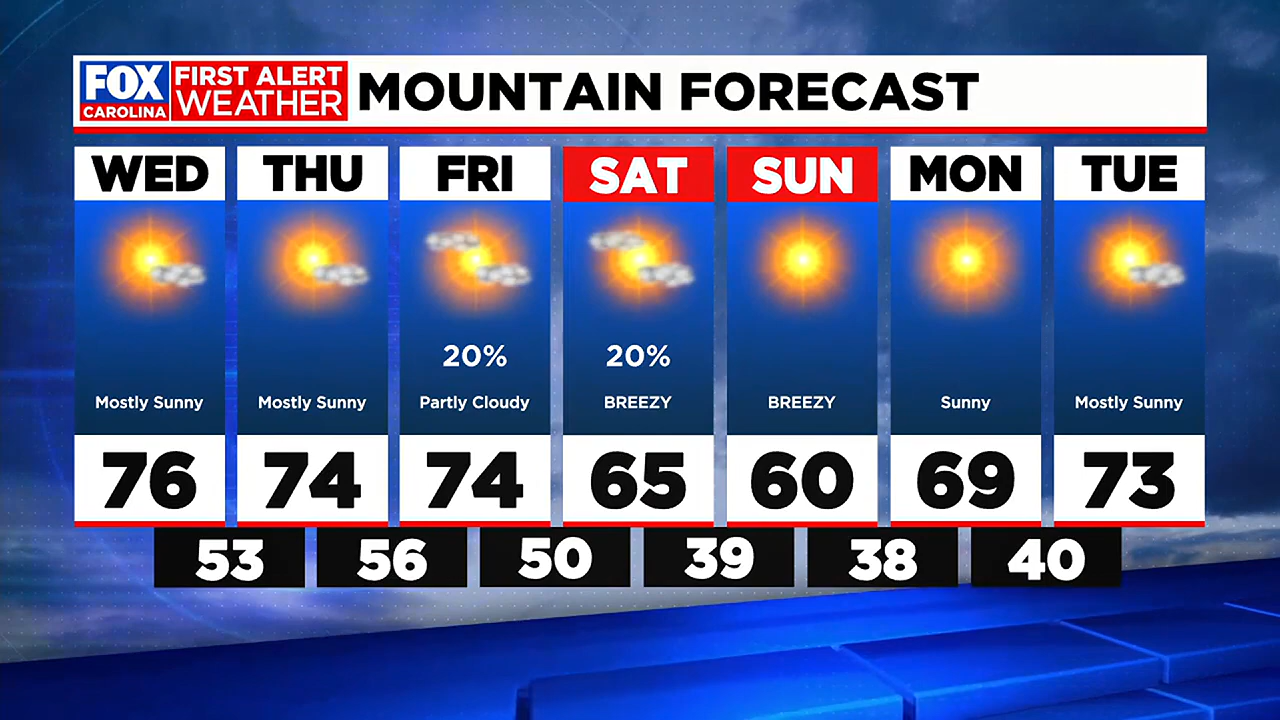 FOX
CAROLINA
FIRST ALERT
WEATHER
MOUNTAIN FORECAST
WED THU FRI SAT SUN MON TUE
20% 20%
Mostly Sunny Mostly Sunny Partly Cloudy BREEZY BREEZY Sunny Mostly Sunny
76 74 74 65 60 69 73
53 56 50 39 38 40